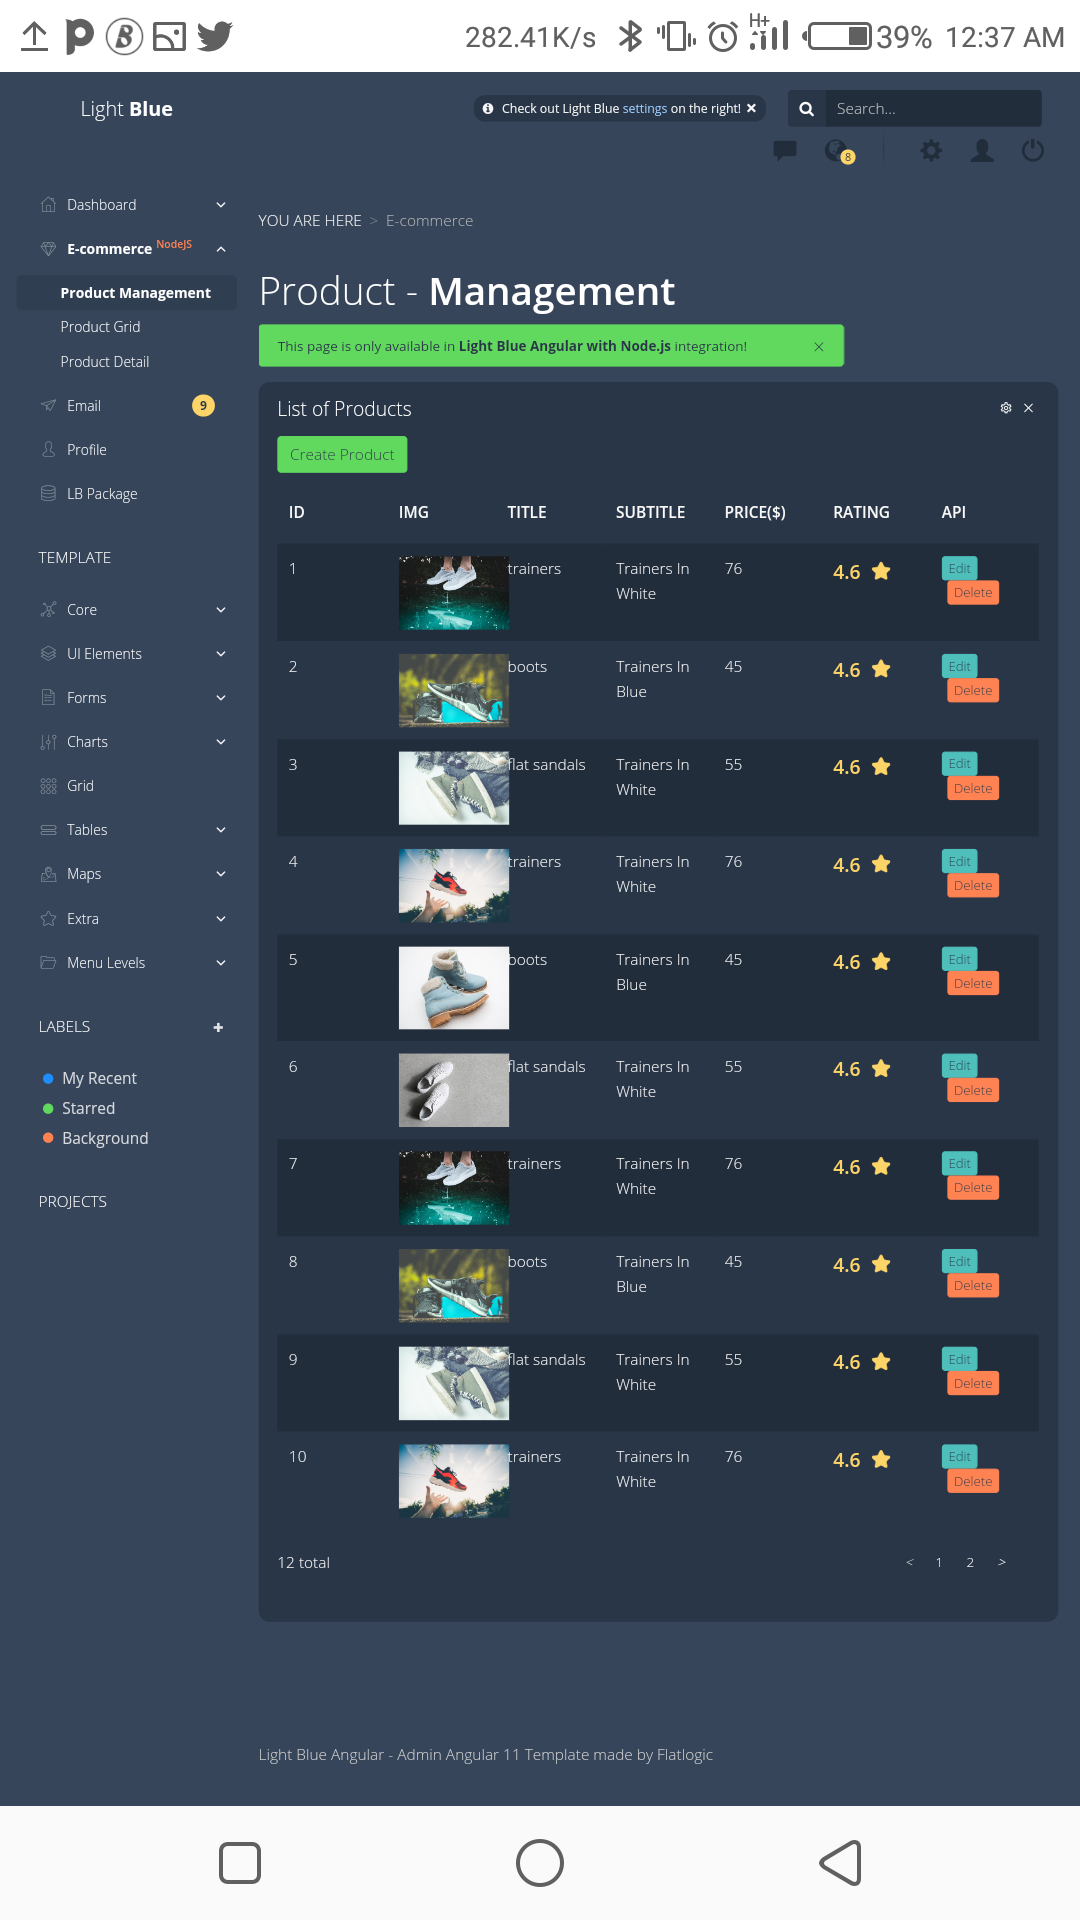 282.41K/s H+ 39% 12:37 AM
Light Blue
Check out Light Blue settings on the right!
Search...
8
Dashboard
E-commerce NodeJS
Product Management
Product Grid
Product Detail
Email 9
Profile
LB Package
TEMPLATE
Core
UI Elements
Forms
Charts
Grid
Tables
Maps
Extra
Menu Levels
LABELS +
My Recent
Starred
Background
PROJECTS
YOU ARE HERE > E-commerce
Product - Management
This page is only available in Light Blue Angular with Node.js integration!
List of Products
Create Product
ID IMG TITLE SUBTITLE PRICE($) RATING API
1 trainers Trainers In 76 4.6 Edit
White Delete
2 boots Trainers In 45 4.6 Edit
Blue Delete
3 flat sandals Trainers In 55 4.6 Edit
White Delete
4 trainers Trainers In 76 4.6 Edit
White Delete
5 boots Trainers In 45 4.6 Edit
Blue Delete
6 flat sandals Trainers In 55 4.6 Edit
White Delete
7 trainers Trainers In 76 4.6 Edit
White Delete
8 boots Trainers In 45 4.6 Edit
Blue Delete
9 flat sandals Trainers In 55 4.6 Edit
White Delete
10 trainers Trainers In 76 4.6 Edit
White Delete
12 total < 1 2 >
Light Blue Angular - Admin Angular 11 Template made by Flatlogic